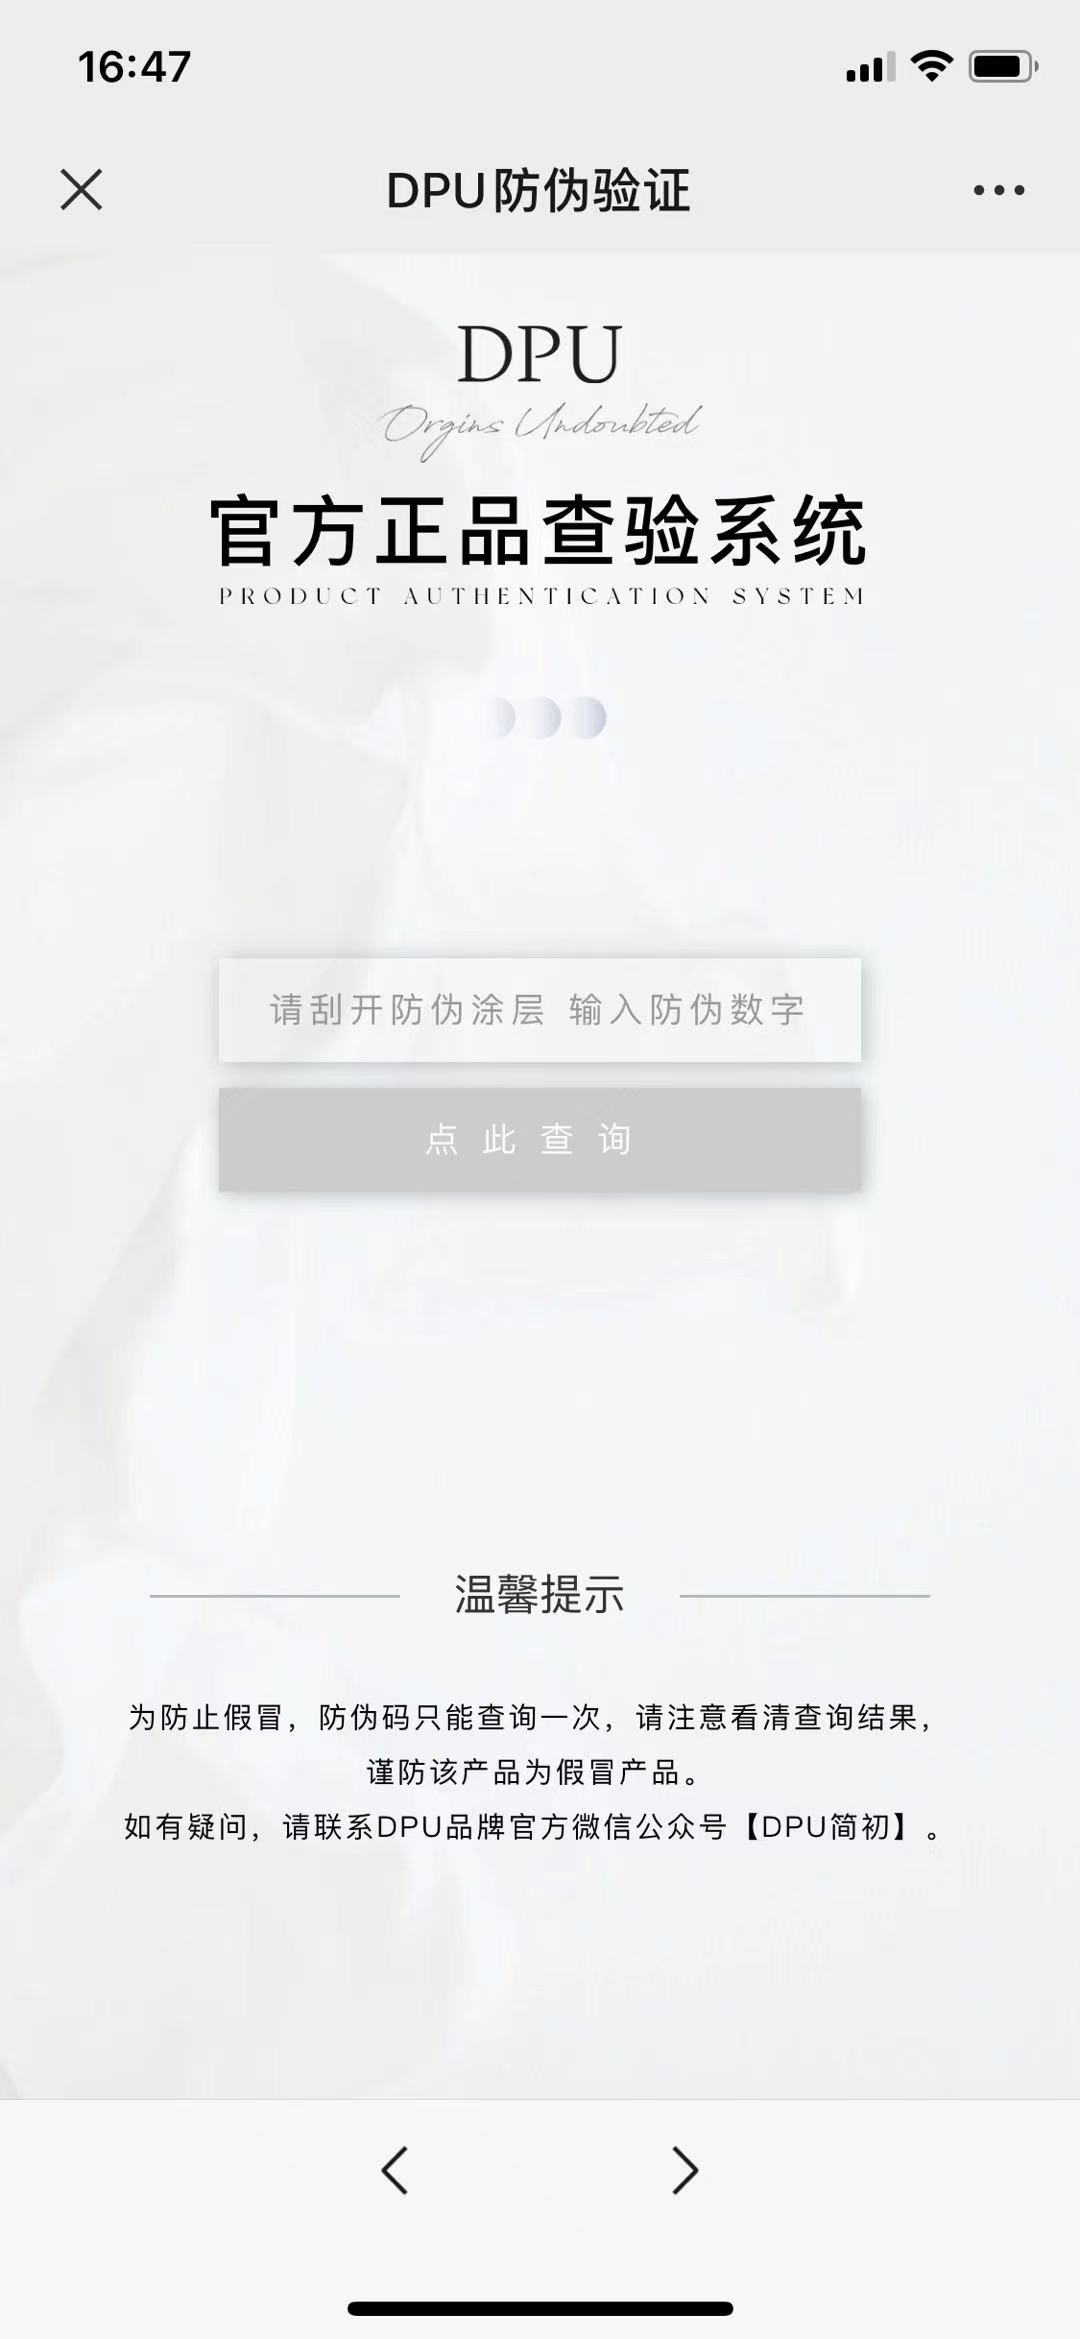 16:47
DPU防伪验证
DPU
Orgins Undoubted
官方正品查验系统
PRODUCT AUTHENTICATION SYSTEM
请刮开防伪涂层 输入防伪数字
点此查询
温馨提示
为防止假冒，防伪码只能查询一次，请注意看清查询结果，
谨防该产品为假冒产品。
如有疑问，请联系DPU品牌官方微信公众号【DPU简初】。